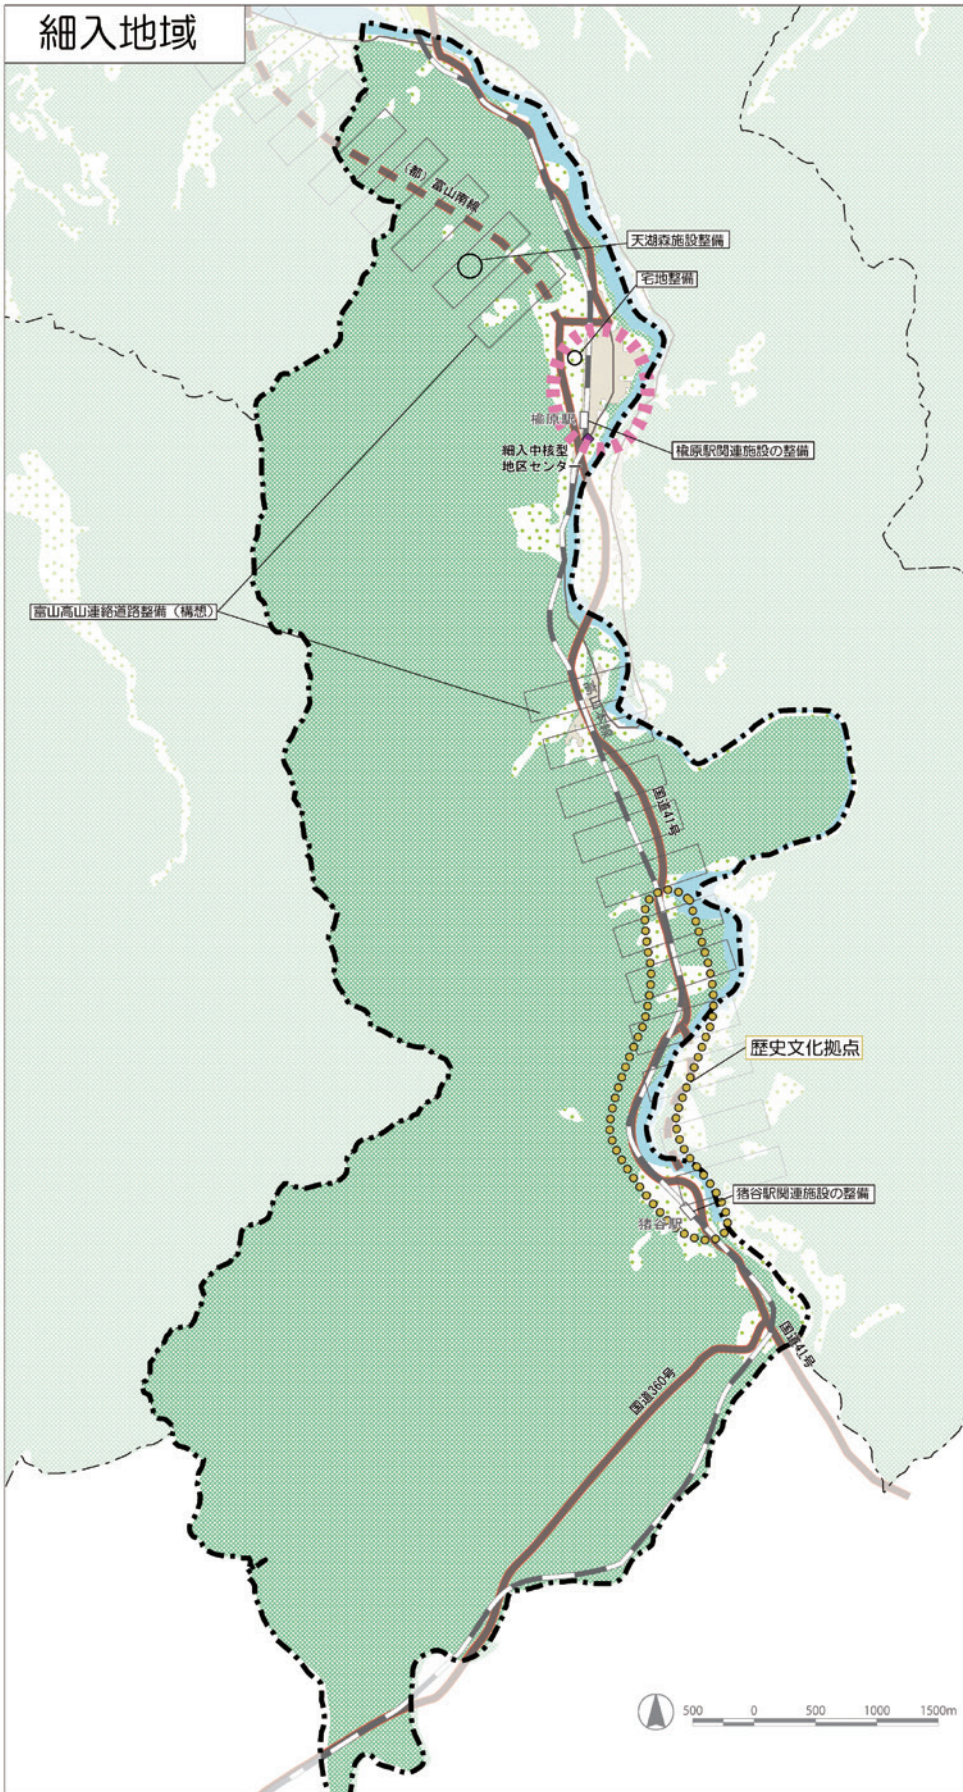 細入地域
(都)富山南線
天湖森施設整備
宅地整備
楡原駅
楡原駅関連施設の整備
細入中核型
地区センター
富山高山連絡道路整備（構想）
高山本線
国道41号
歴史文化拠点
猪谷駅関連施設の整備
猪谷駅
国道41号
国道360号
500 0 500 1000 1500m